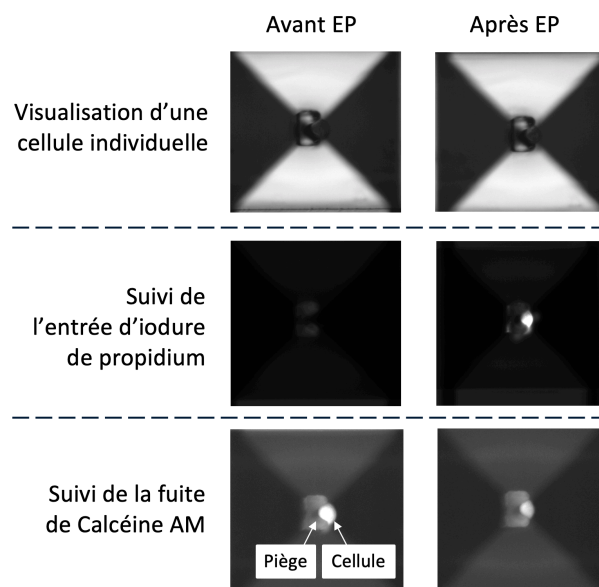 Avant EP
Après EP
Visualisation d’une
cellule individuelle
Suivi de
l’entrée d’iodure
de propidium
Suivi de la fuite
de Calcéine AM
Piège
Cellule